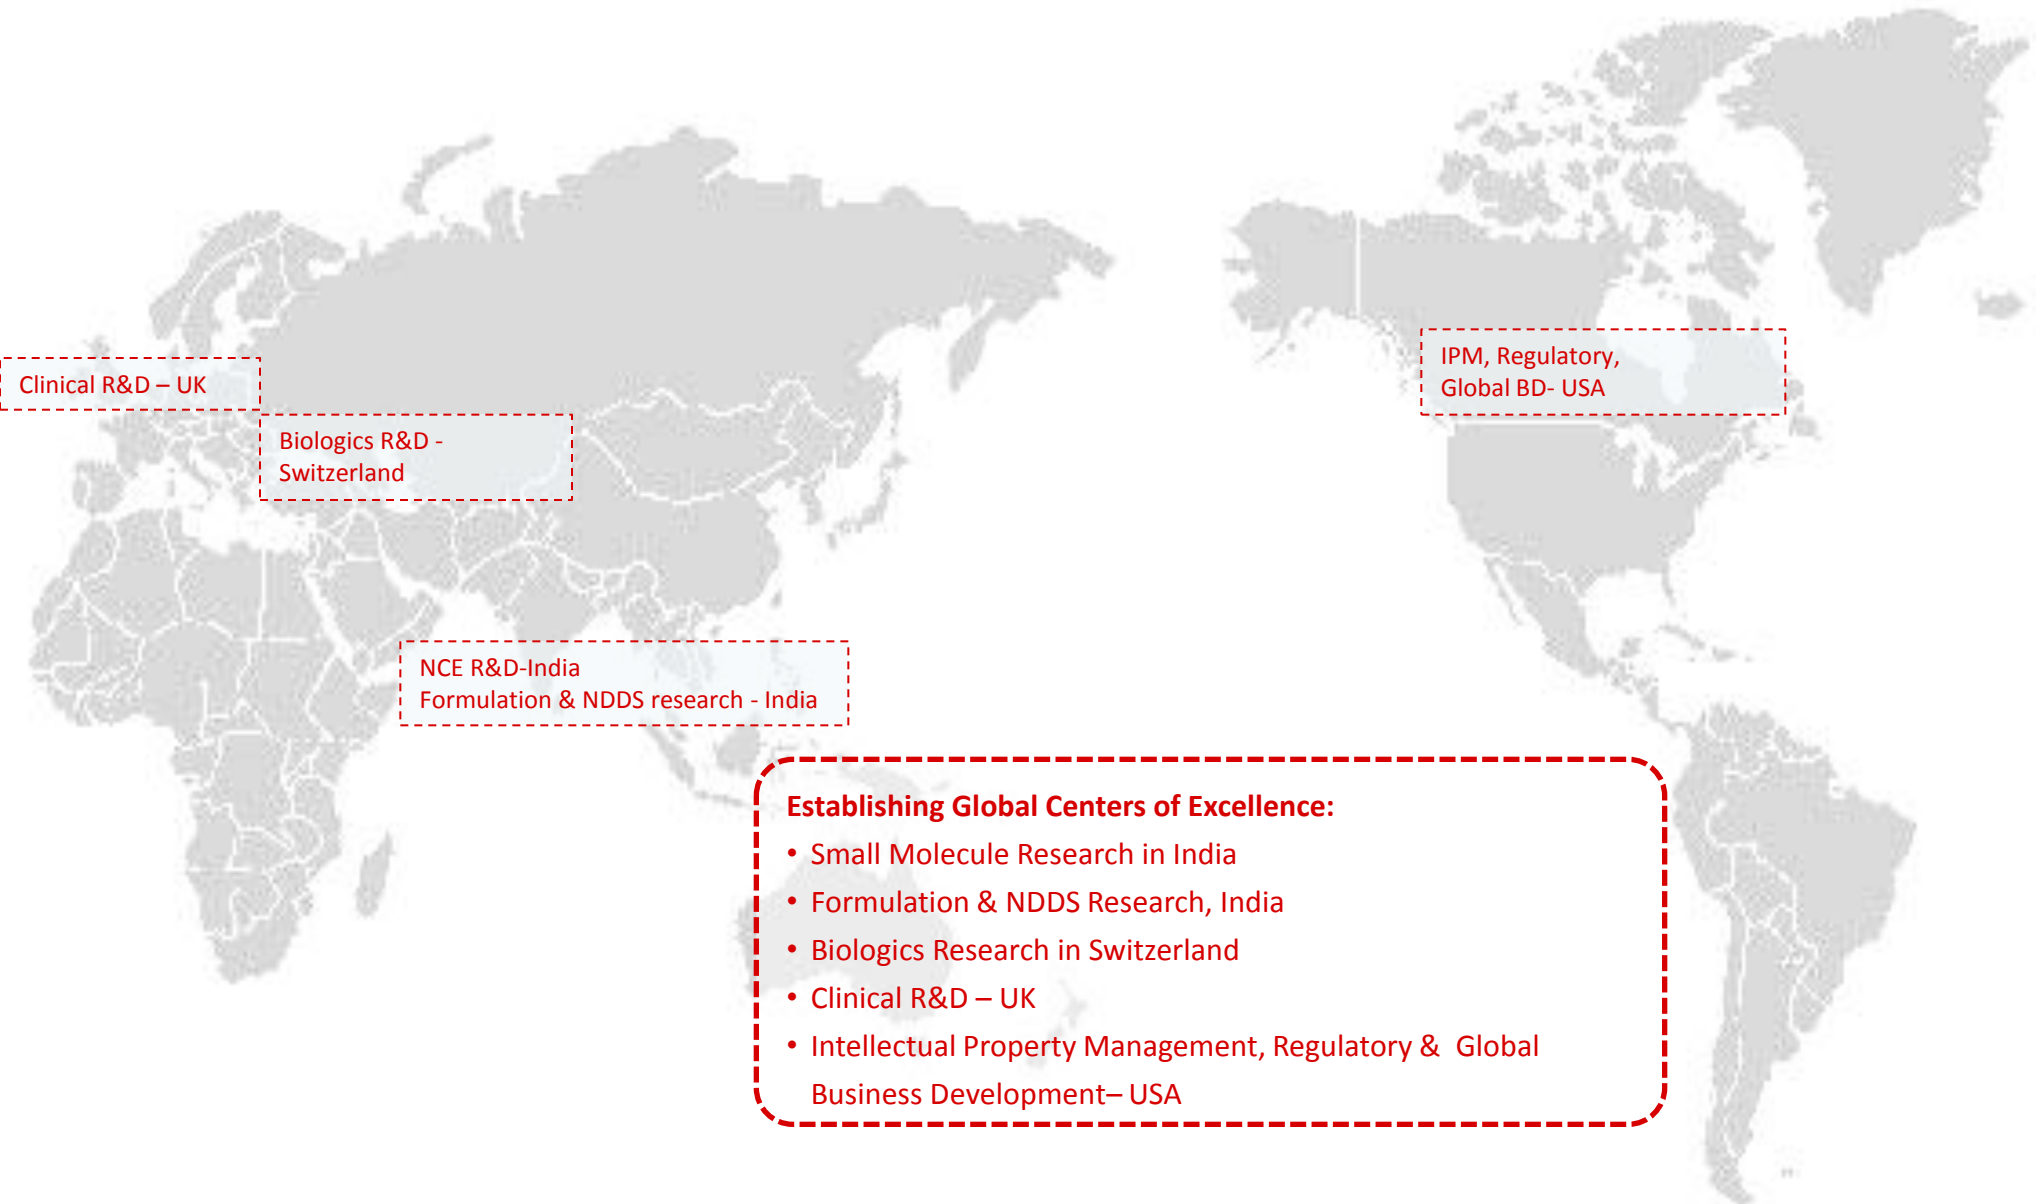 Clinical R&D – UK
Biologics R&D -
Switzerland
IPM, Regulatory,
Global BD- USA
NCE R&D-India
Formulation & NDDS research - India
Establishing Global Centers of Excellence:
• Small Molecule Research in India
• Formulation & NDDS Research, India
• Biologics Research in Switzerland
• Clinical R&D – UK
• Intellectual Property Management, Regulatory &  Global
Business Development– USA